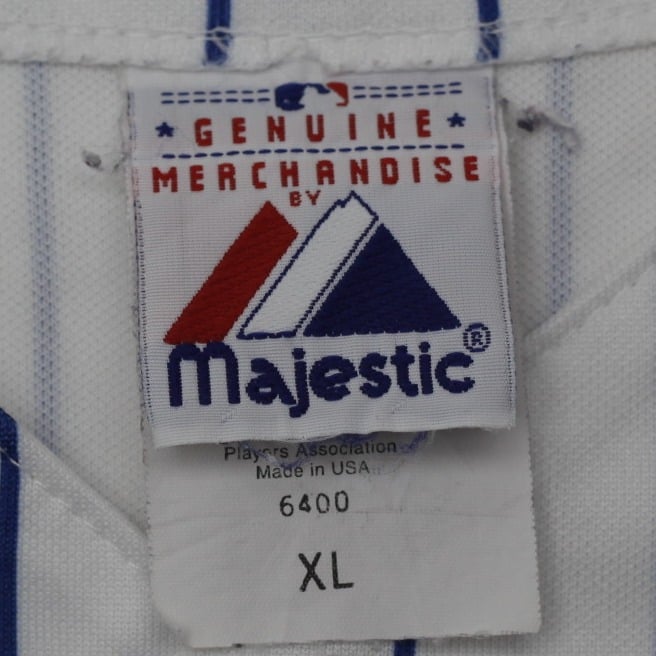 ★ GENUINE ★
MERCHANDISE
BY
Majestic®
Players Association
Made in USA
6400
XL